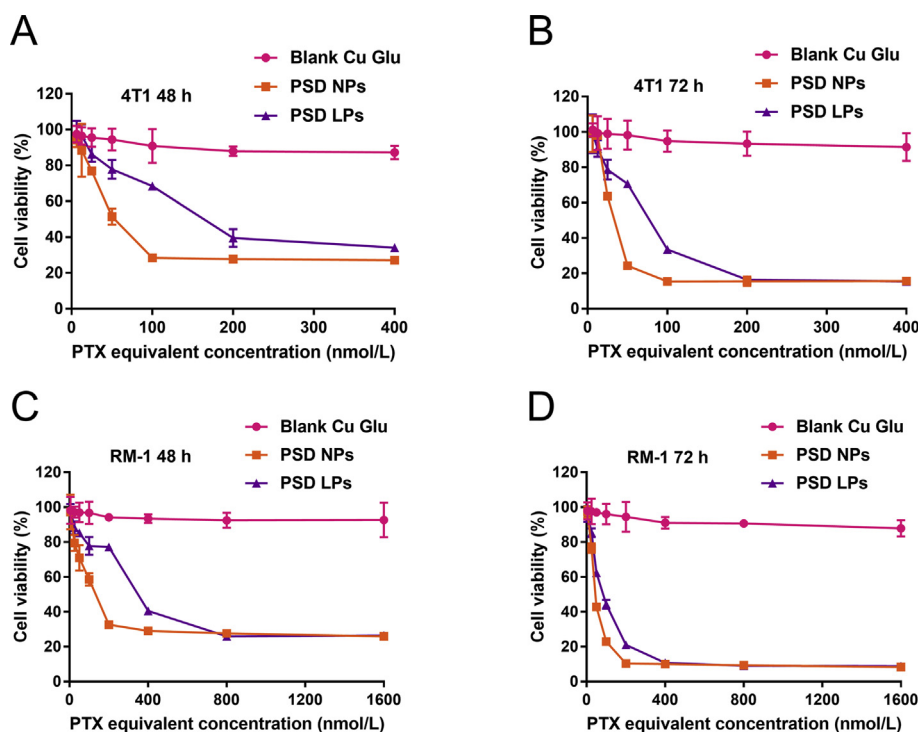 A
Blank Cu Glu
PSD NPs
PSD LPs
4T1 48 h
Cell viability (%)
120
100
80
60
40
20
0
0 100 200 300 400
PTX equivalent concentration (nmol/L)
B
Blank Cu Glu
PSD NPs
PSD LPs
4T1 72 h
Cell viability (%)
120
100
80
60
40
20
0
0 100 200 300 400
PTX equivalent concentration (nmol/L)
C
Blank Cu Glu
PSD NPs
PSD LPs
RM-1 48 h
Cell viability (%)
120
100
80
60
40
20
0
0 400 800 1200 1600
PTX equivalent concentration (nmol/L)
D
Blank Cu Glu
PSD NPs
PSD LPs
RM-1 72 h
Cell viability (%)
120
100
80
60
40
20
0
0 400 800 1200 1600
PTX equivalent concentration (nmol/L)